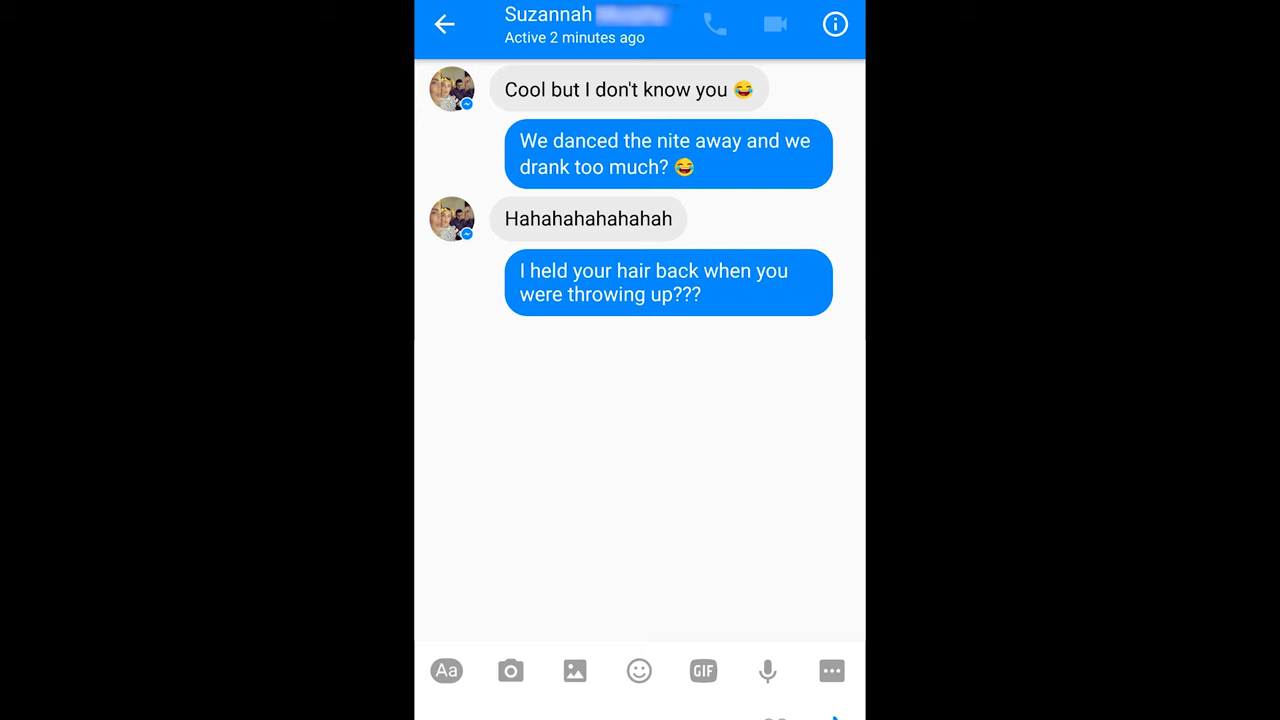 Suzannah
Active 2 minutes ago
Cool but I don't know you 😂
We danced the nite away and we
drank too much? 😂
Hahahahahahahah
I held your hair back when you
were throwing up???
Aa
GIF